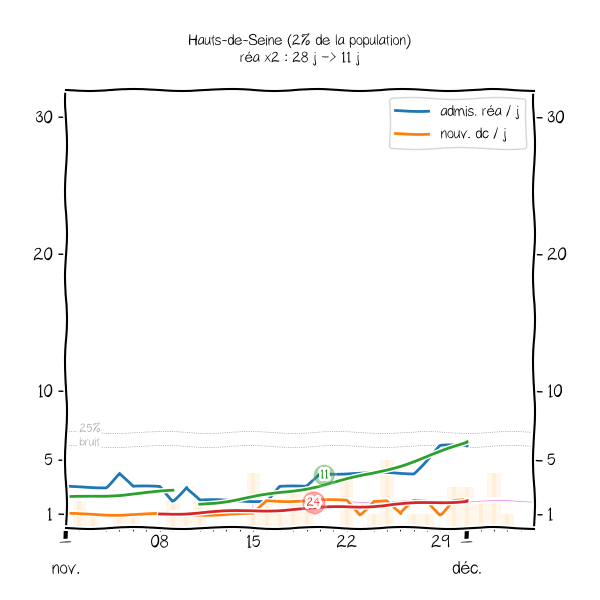 Hauts-de-Seine (2% de la population)
réa x2 : 28 j -> 11 j
admis. réa / j
nouv. dc / j
30
30
20
20
10
10
25%
bruit
5
5
11
24
1
1
08
15
22
29
nov.
déc.